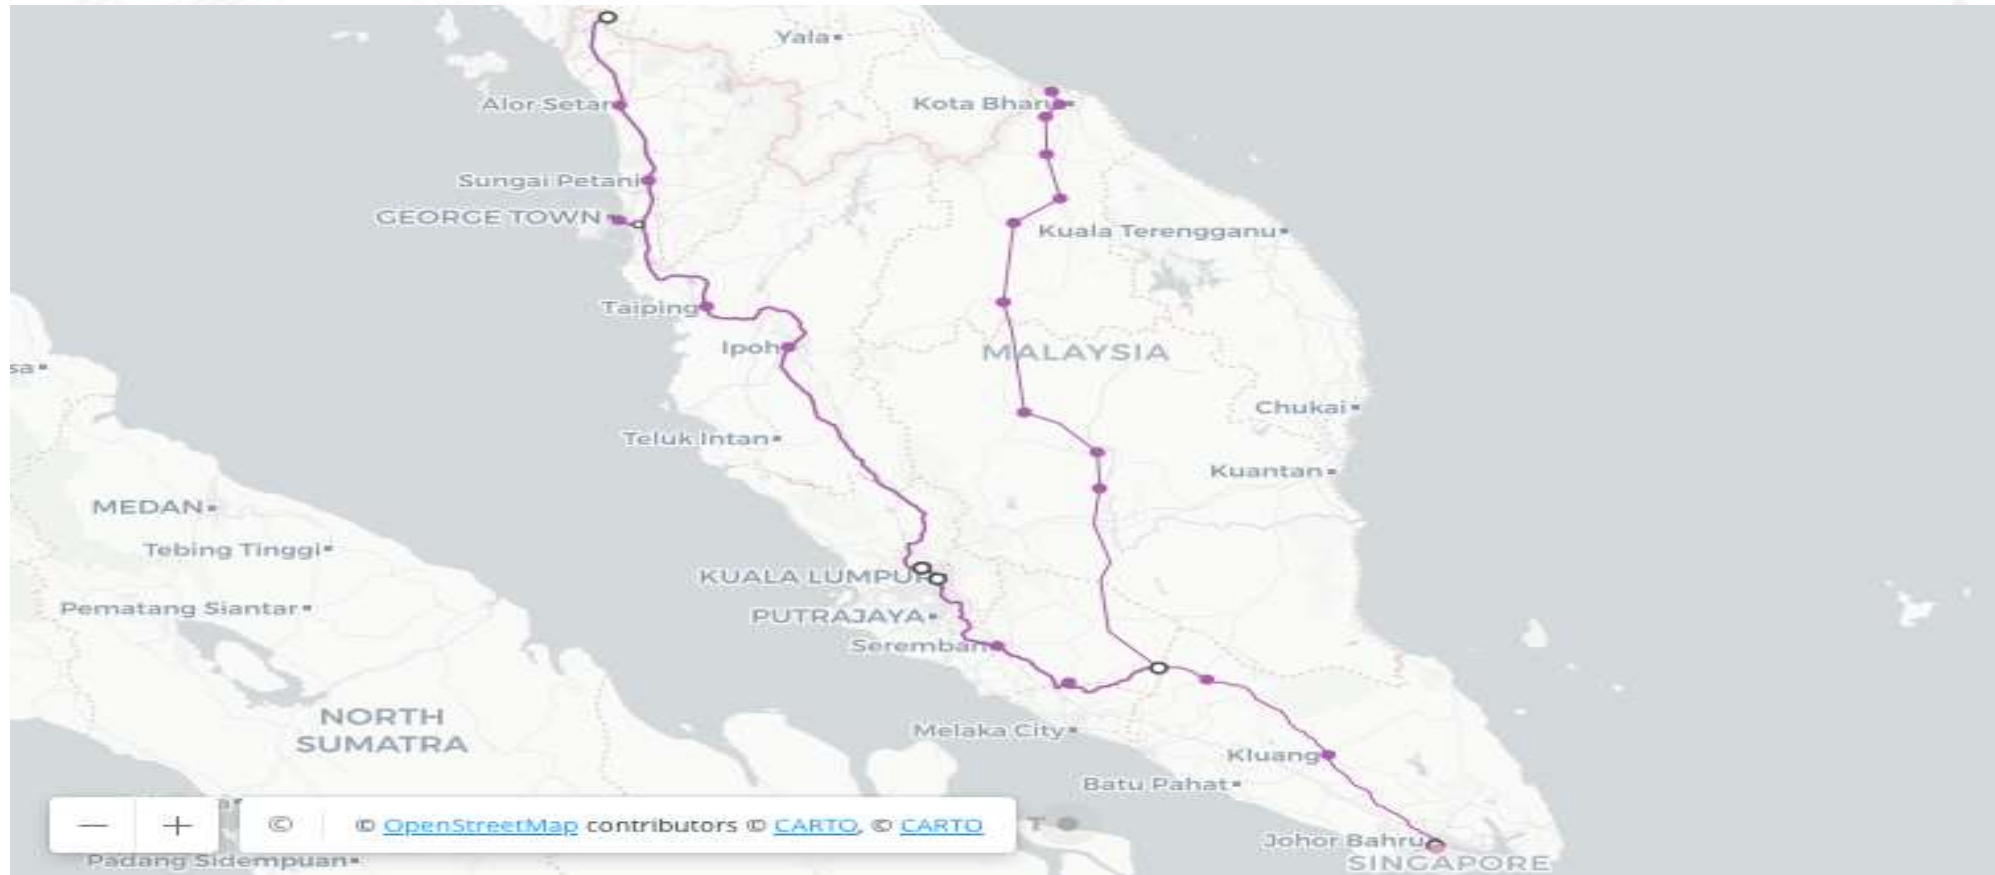 Yala
Alor Setar
Kota Bharu
Sungai Petani
GEORGE TOWN
Kuala Terengganu
Taiping
Ipoh
MALAYSIA
sa
Chukai
Teluk Intan
Kuantan
MEDAN
Tebing Tinggi
KUALA LUMPUR
Pematang Siantar
PUTRAJAYA
Seremban
NORTH
SUMATRA
Melaka City
Kluang
Batu Pahat
© © OpenStreetMap contributors © CARTO, © CARTO
T
Johor Bahru
Padang Sidempuan
SINGAPORE